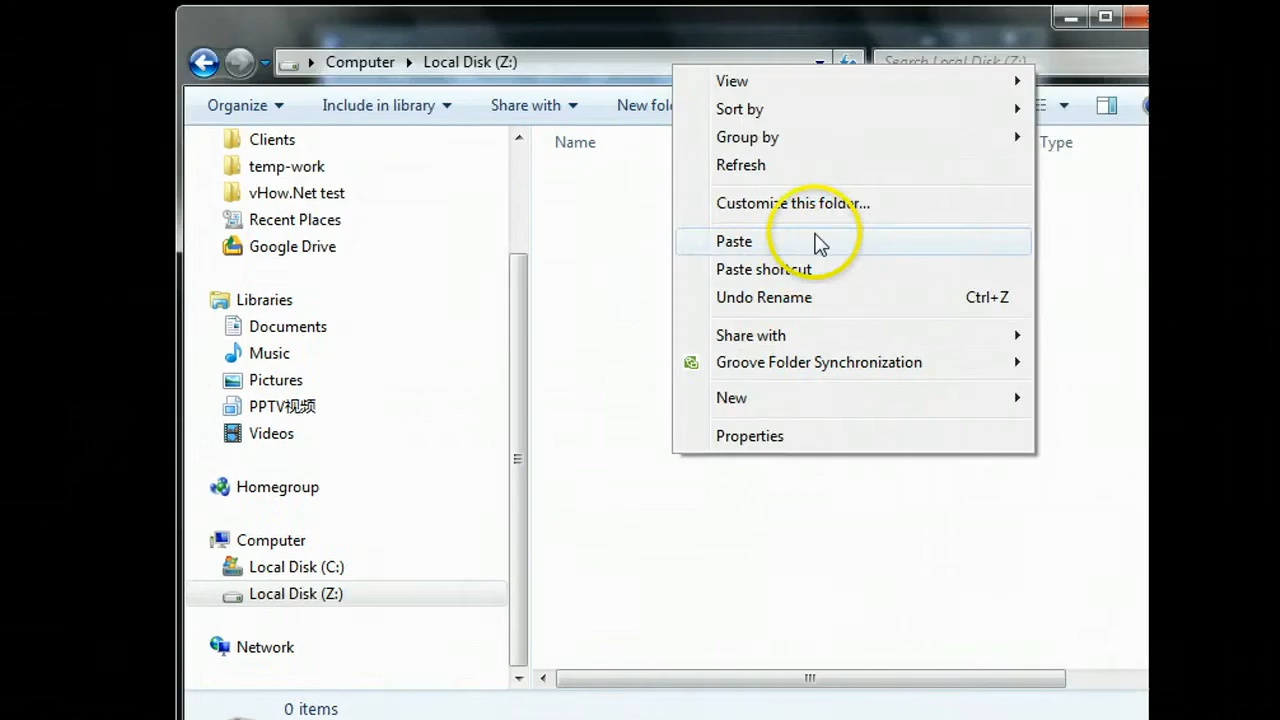 Computer
Local Disk (Z:)
Search Local Disk (Z:)
Organize
Include in library
Share with
New
Clients
temp-work
vHow.Net test
Recent Places
Google Drive
Libraries
Documents
Music
Pictures
PPTV视频
Videos
Homegroup
Computer
Local Disk (C:)
Local Disk (Z:)
Network
Name
Type
View
Sort by
Group by
Refresh
Customize this folder...
Paste
Paste shortcut
Undo Rename Ctrl+Z
Share with
Groove Folder Synchronization
New
Properties
0 items